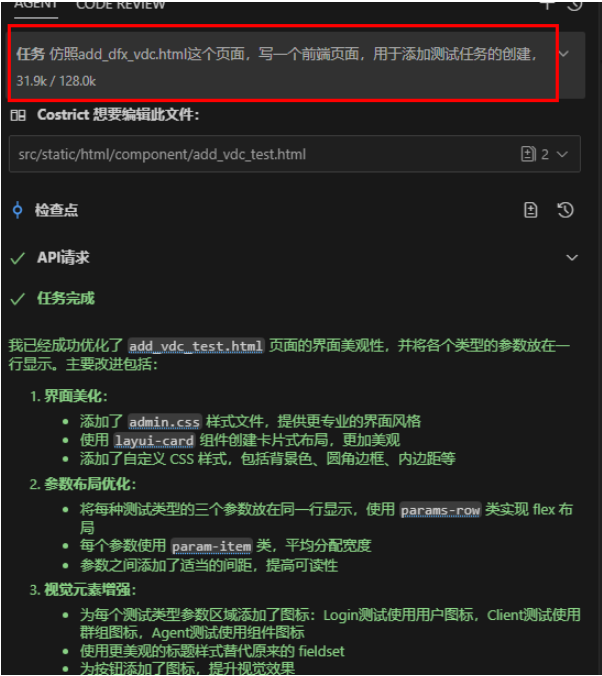 AGENT CODE REVIEW
任务 仿照add_dfx_vdc.html这个页面，写一个前端页面，用于添加测试任务的创建，
31.9k / 128.0k
Costrict 想要编辑此文件：
src/static/html/component/add_vdc_test.html 2
检查点
API请求
任务完成
我已经成功优化了 add_vdc_test.html 页面的界面美观性，并将各个类型的参数放在一
行显示。主要改进包括：
1. 界面美化：
• 添加了 admin.css 样式文件，提供更专业的界面风格
• 使用 layui-card 组件创建卡片式布局，更加美观
• 添加了自定义 CSS 样式，包括背景色、圆角边框、内边距等
2. 参数布局优化：
• 将每种测试类型的三个参数放在同一行显示，使用 params-row 类实现 flex 布
局
• 每个参数使用 param-item 类，平均分配宽度
• 参数之间添加了适当的间距，提高可读性
3. 视觉元素增强：
• 为每个测试类型参数区域添加了图标：Login测试使用用户图标，Client测试使用
群组图标，Agent测试使用组件图标
• 使用更美观的标题样式替代原来的 fieldset
• 为按钮添加了图标，提升视觉效果